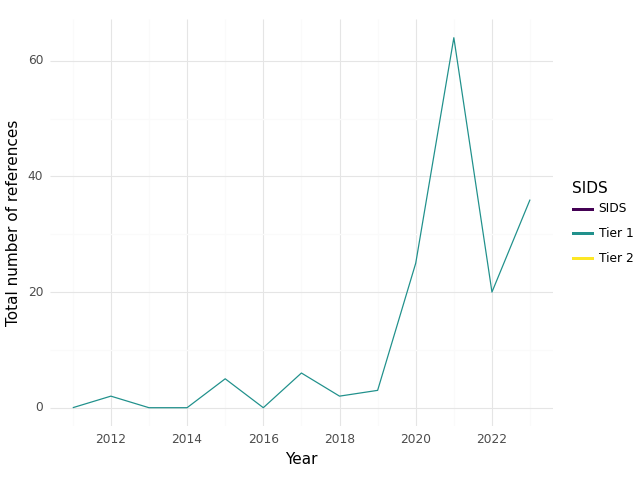 60
40
20
0
2012 2014 2016 2018 2020 2022
Year
Total number of references
SIDS
SIDS
Tier 1
Tier 2